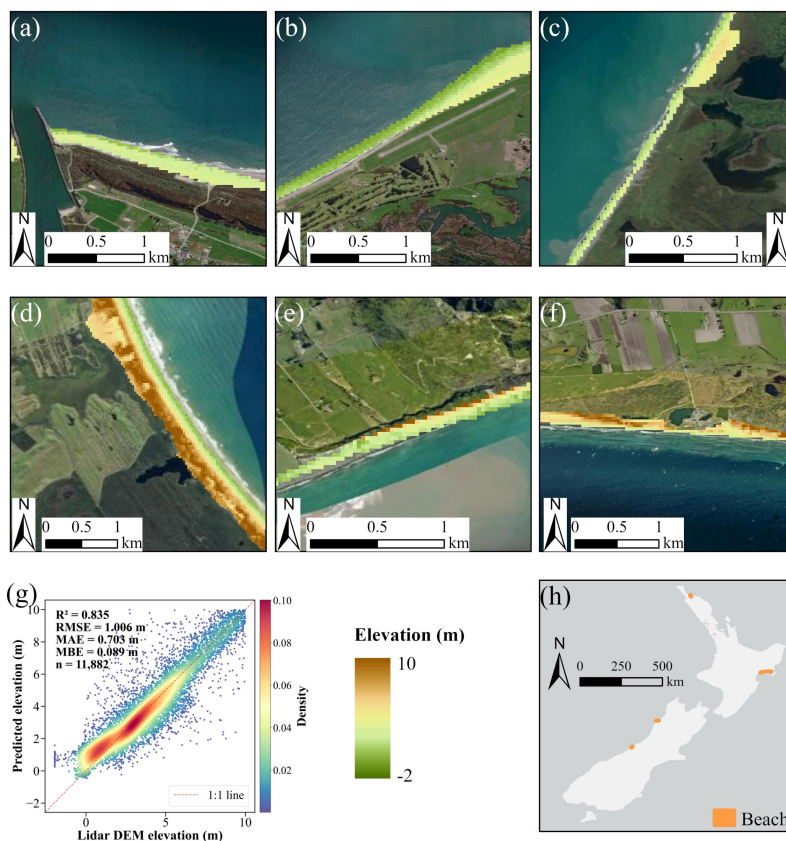 (a)
N
0 0.5 1
km
(b)
N
0 0.5 1
km
(c)
N
0 0.5 1
km
(d)
N
0 0.5 1
km
(e)
N
0 0.5 1
km
(f)
N
0 0.5 1
km
(g)
R² = 0.835
RMSE = 1.006 m
MAE = 0.703 m
MBE = 0.089 m
n = 11,882
10
8
6
4
2
0
−2
Predicted elevation (m)
0 5 10
Lidar DEM elevation (m)
1:1 line
0.10
0.08
0.06
0.04
0.02
Density
Elevation (m)
10
-2
(h)
N
0 250 500
km
Beach